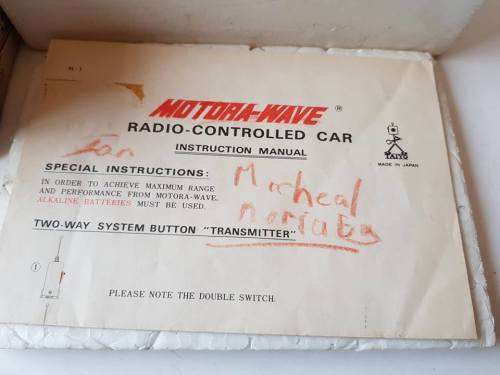 MOTORA-WAVE ®
RADIO-CONTROLLED CAR
INSTRUCTION MANUAL
TAIYO
MADE IN JAPAN
SPECIAL INSTRUCTIONS:
IN ORDER TO ACHIEVE MAXIMUM RANGE
AND PERFORMANCE FROM MOTORA-WAVE.
ALKALINE BATTERIES MUST BE USED.
Macheal
TWO-WAY SYSTEM BUTTON "TRANSMITTER"
①
PLEASE NOTE THE DOUBLE SWITCH.